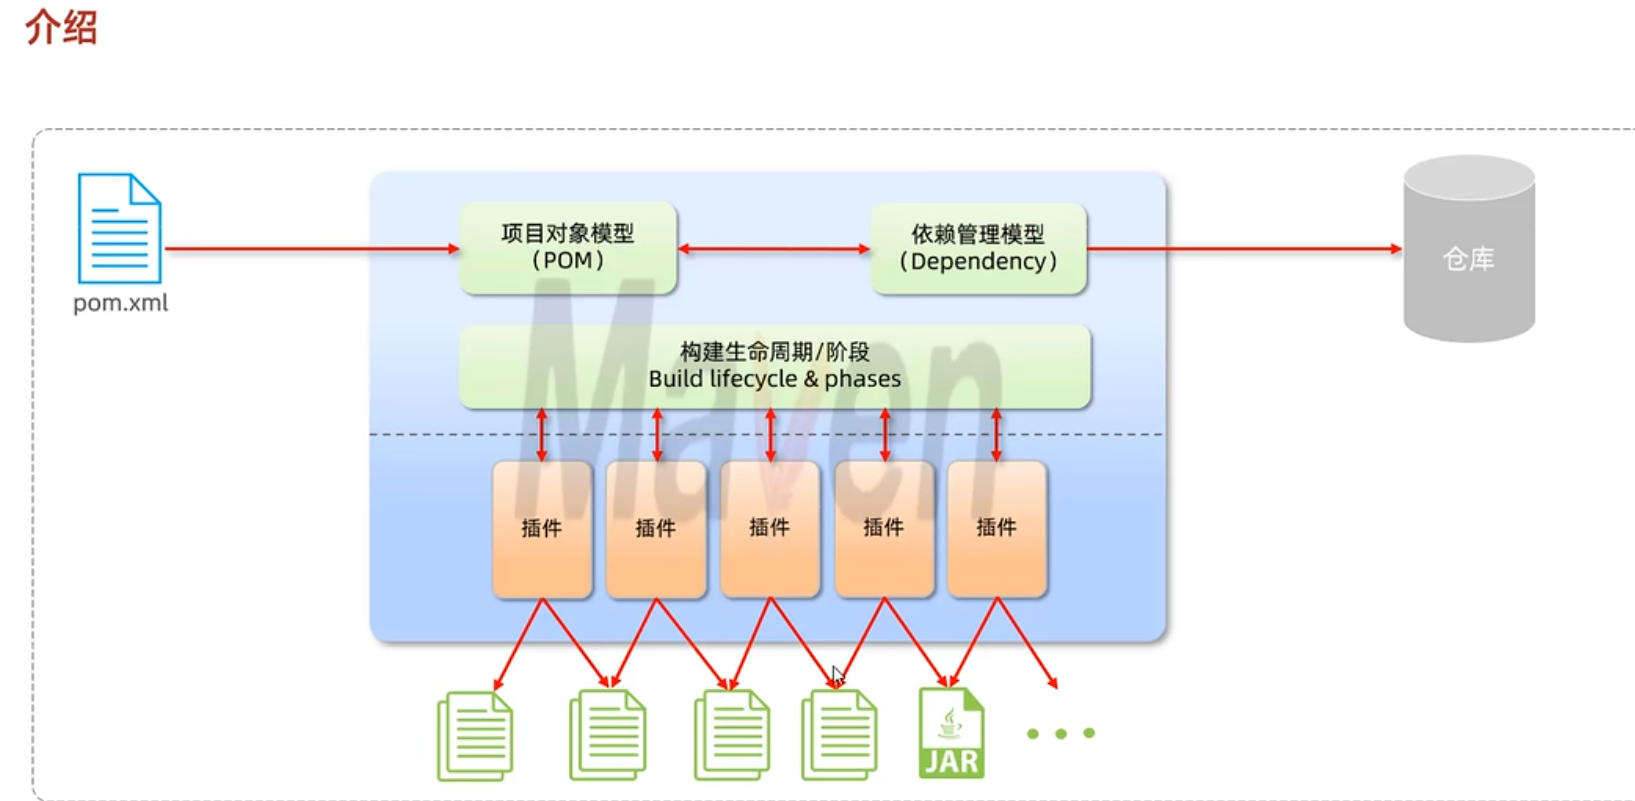 介绍
pom.xml
项目对象模型
（POM）
依赖管理模型
（Dependency）
仓库
构建生命周期/阶段
Build lifecycle & phases
Maven
插件
插件
插件
插件
插件
JAR